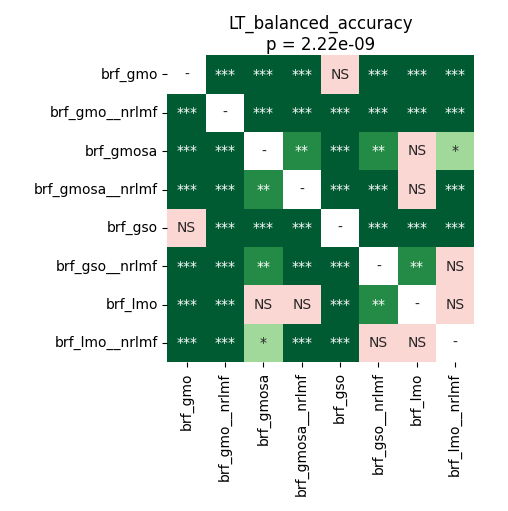 LT_balanced_accuracy
p = 2.22e-09
brf_gmo - *** *** *** NS *** *** ***
brf_gmo__nrlmf *** - *** *** *** *** *** ***
brf_gmosa *** *** - ** *** ** NS *
brf_gmosa__nrlmf *** *** ** - *** *** NS ***
brf_gso NS *** *** *** - *** *** ***
brf_gso__nrlmf *** *** ** *** *** - ** NS
brf_lmo *** *** NS NS *** ** - NS
brf_lmo__nrlmf *** *** * *** *** NS NS -
brf_gmo
brf_gmo__nrlmf
brf_gmosa
brf_gmosa__nrlmf
brf_gso
brf_gso__nrlmf
brf_lmo
brf_lmo__nrlmf